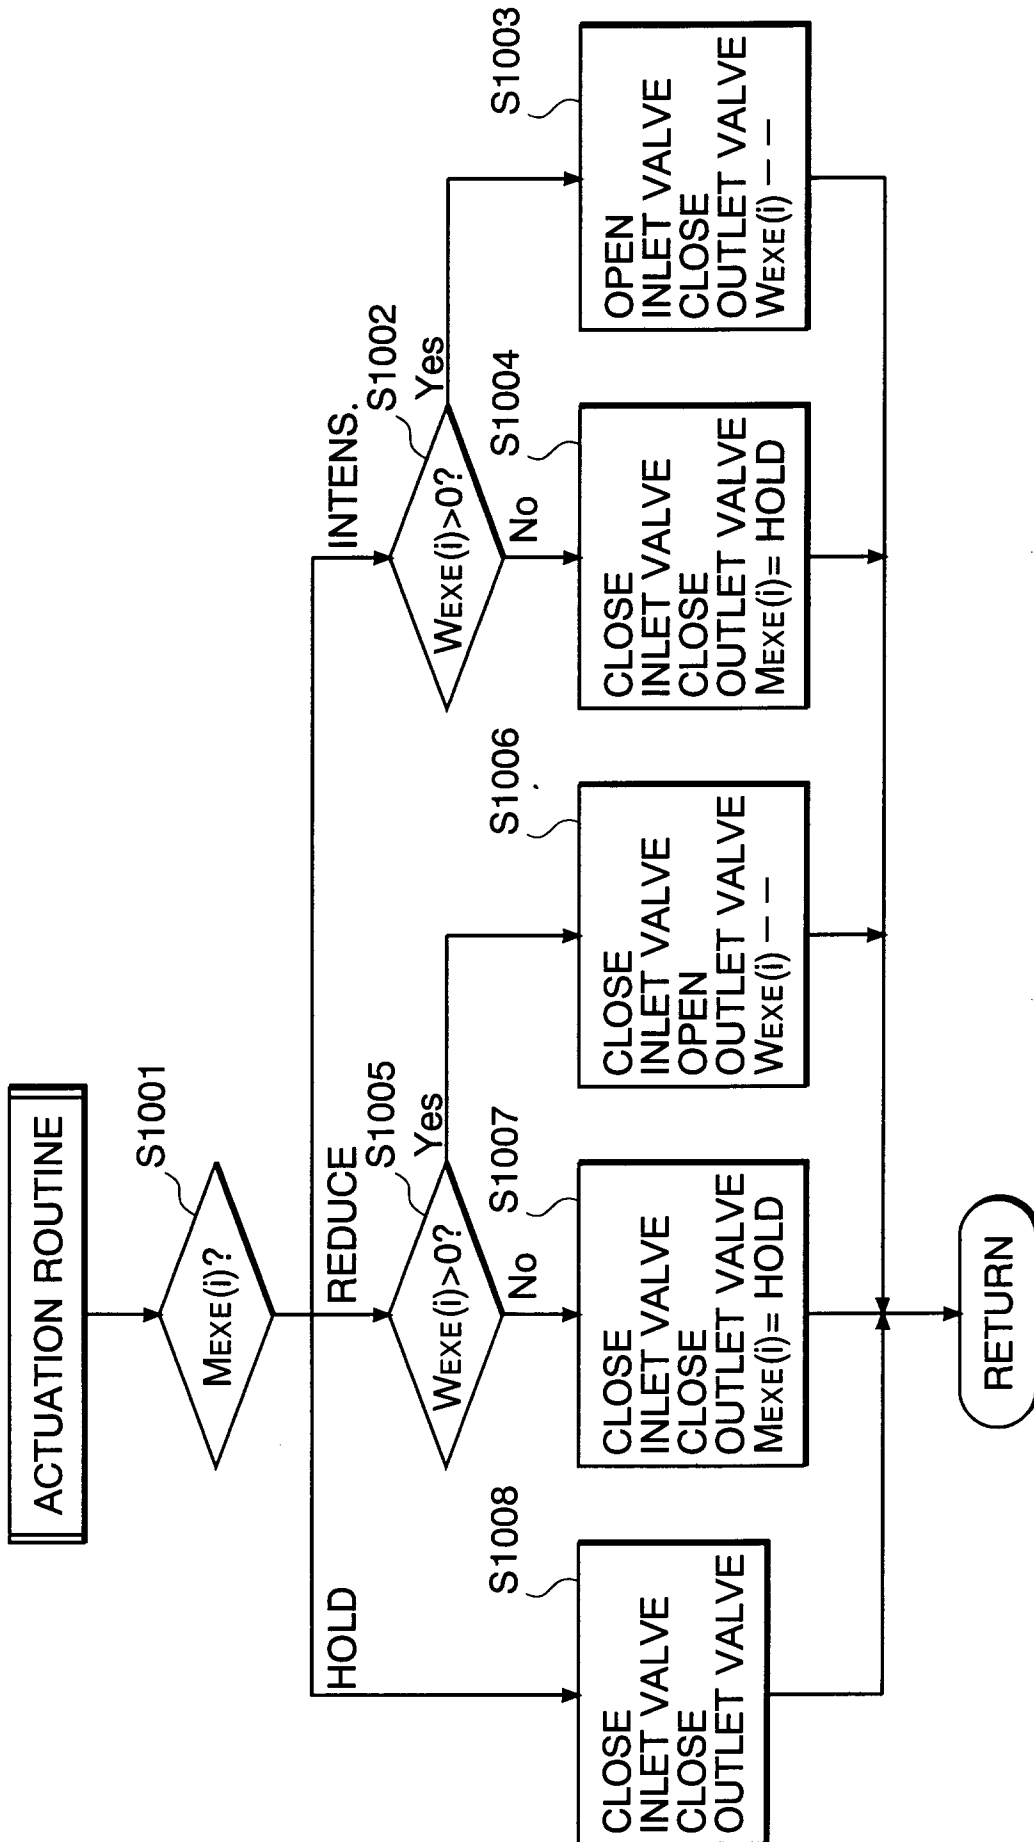 ACTUATION ROUTINE
S1001
MEXE(i)?
HOLD
REDUCE
INTENS.
S1005
WEXE(i)>0?
Yes
No
S1002
WEXE(i)>0?
Yes
No
S1008
CLOSE
INLET VALVE
CLOSE
OUTLET VALVE
S1007
CLOSE
INLET VALVE
CLOSE
OUTLET VALVE
MEXE(i)= HOLD
S1006
CLOSE
INLET VALVE
OPEN
OUTLET VALVE
WEXE(i) – –
S1004
CLOSE
INLET VALVE
CLOSE
OUTLET VALVE
MEXE(i)= HOLD
S1003
OPEN
INLET VALVE
CLOSE
OUTLET VALVE
WEXE(i) – –
RETURN